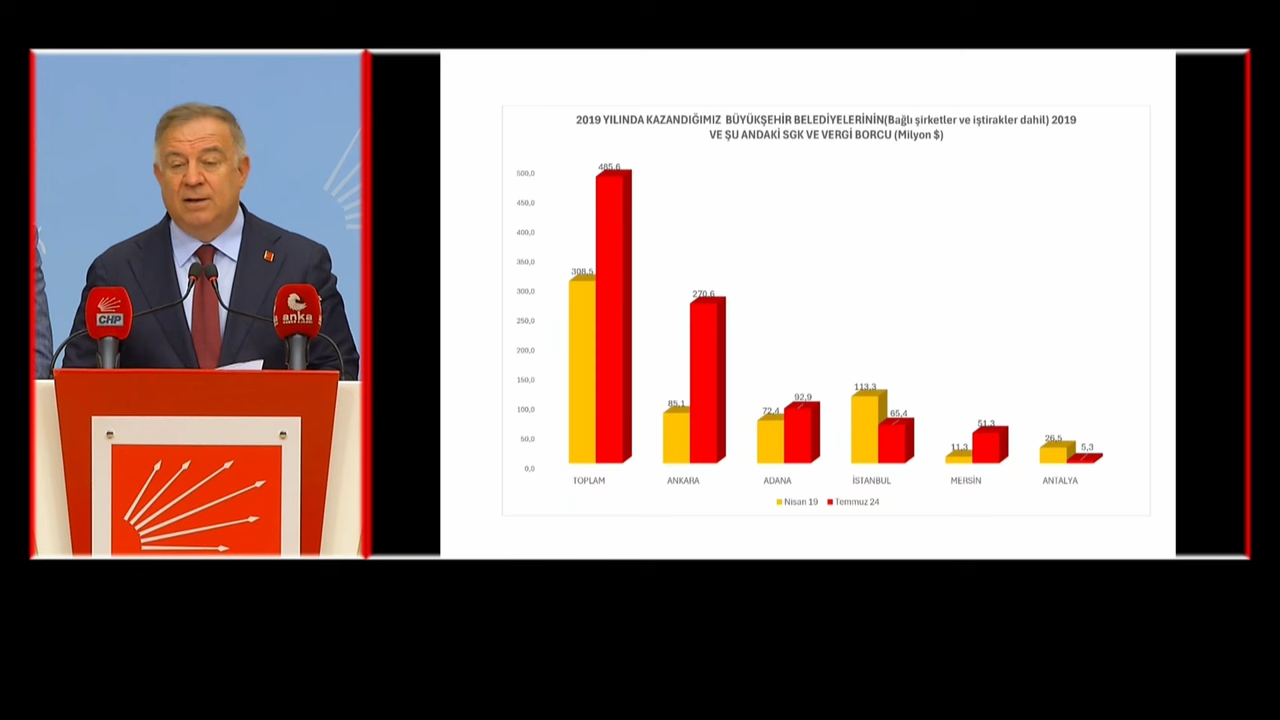 2019 YILINDA KAZANDIĞIMIZ BÜYÜKŞEHİR BELEDİYELERİNİN(Bağlı şirketler ve iştirakler dahil) 2019
VE ŞU ANDAKİ SGK VE VERGİ BORCU (Milyon $)
500,0
450,0
400,0
350,0
300,0
250,0
200,0
150,0
100,0
50,0
0,0
308,5
485,6
85,1
270,6
72,4
92,9
113,3
65,4
11,3
51,3
26,5
5,3
TOPLAM
ANKARA
ADANA
İSTANBUL
MERSİN
ANTALYA
Nisan 19
Temmuz 24
CHP
anka